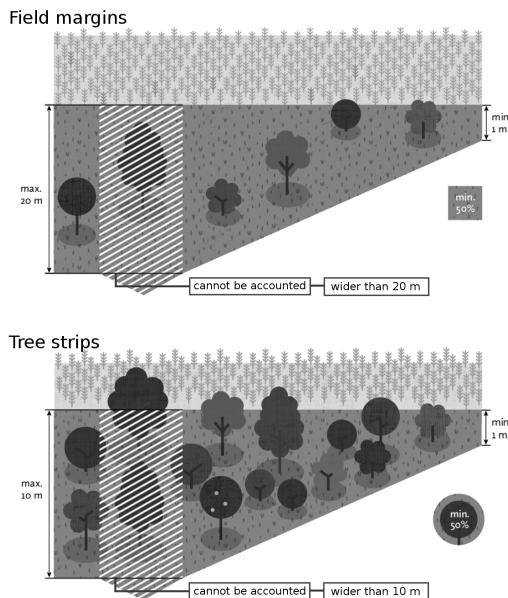 Field margins
min.
1 m
max.
20 m
min.
50%
cannot be accounted
wider than 20 m
Tree strips
min.
1 m
max.
10 m
min.
50%
cannot be accounted
wider than 10 m